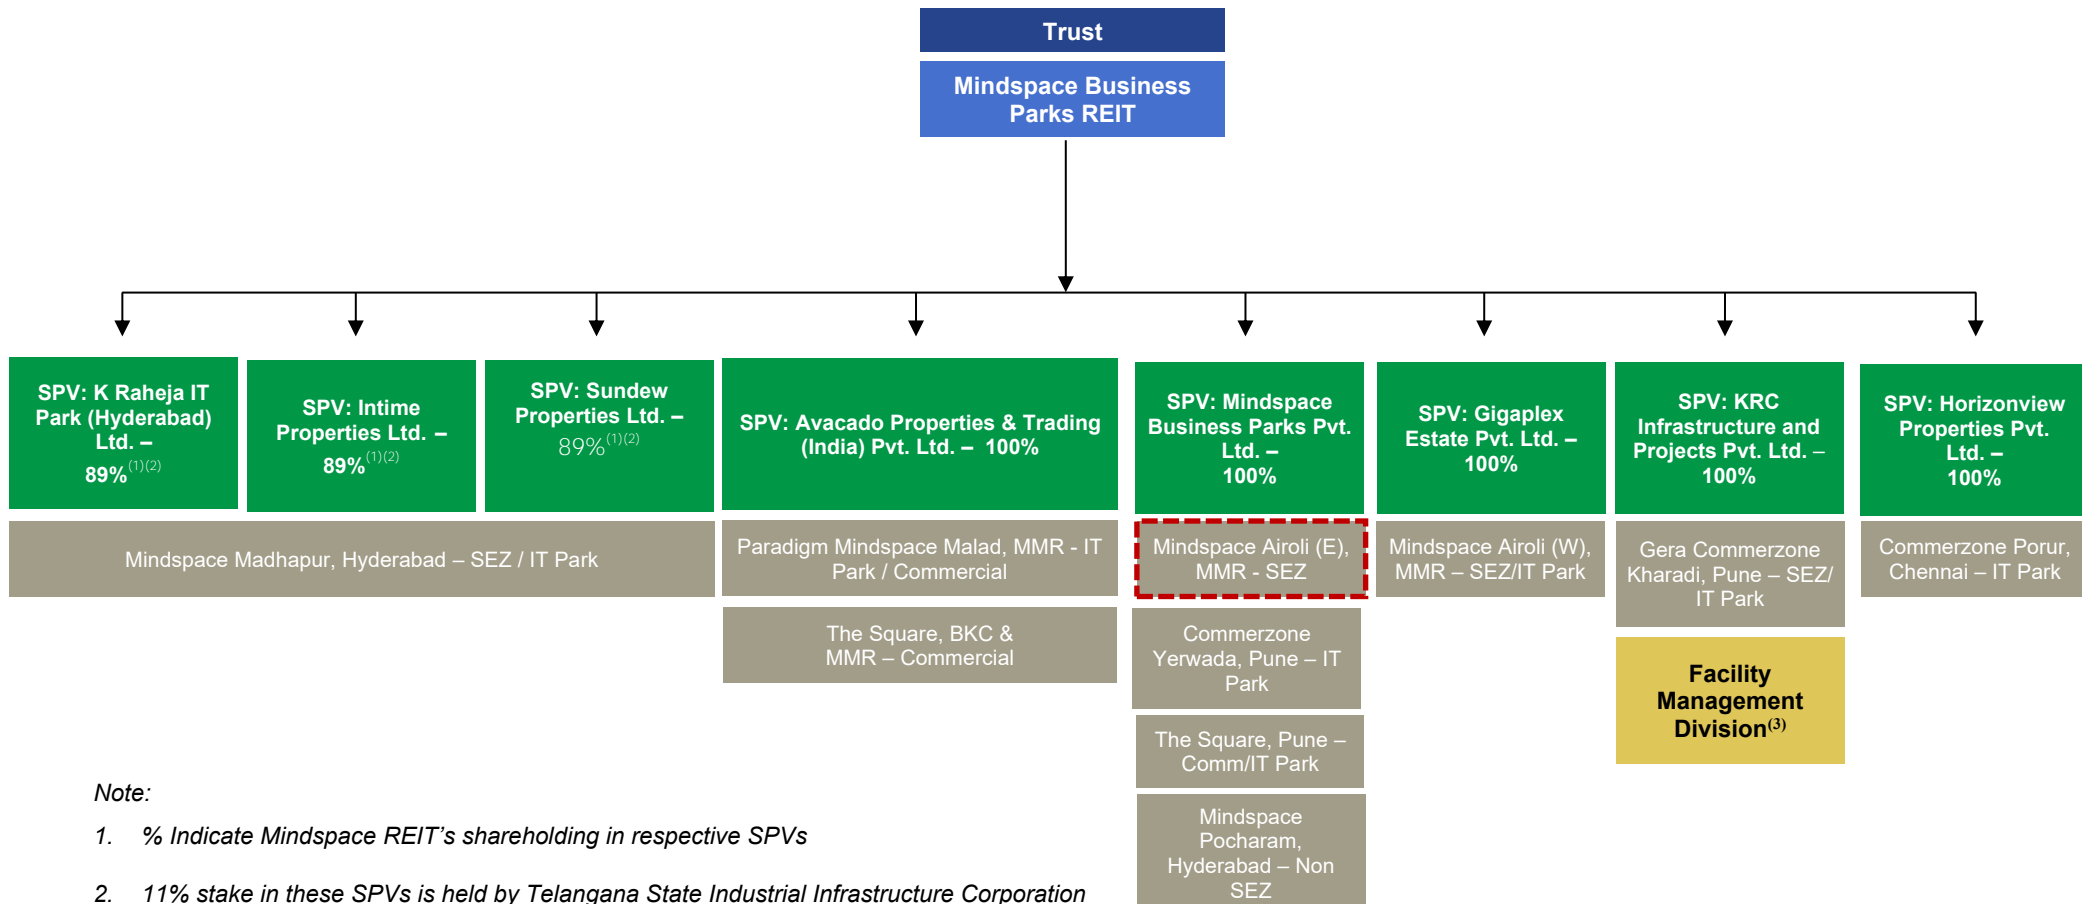 Trust
Mindspace Business
Parks REIT
SPV: K Raheja IT
Park (Hyderabad)
Ltd. –
89%(1)(2)
SPV: Intime
Properties Ltd. –
89%(1)(2)
SPV: Sundew
Properties Ltd. –
89%(1)(2)
SPV: Avacado Properties & Trading
(India) Pvt. Ltd. – 100%
SPV: Mindspace
Business Parks Pvt.
Ltd. –
100%
SPV: Gigaplex
Estate Pvt. Ltd. –
100%
SPV: KRC
Infrastructure and
Projects Pvt. Ltd. –
100%
SPV: Horizonview
Properties Pvt.
Ltd. –
100%
Mindspace Madhapur, Hyderabad – SEZ / IT Park
Paradigm Mindspace Malad, MMR - IT
Park / Commercial
The Square, BKC &
MMR – Commercial
Mindspace Airoli (E),
MMR - SEZ
Commerzone
Yerwada, Pune – IT
Park
The Square, Pune –
Comm/IT Park
Mindspace
Pocharam,
Hyderabad – Non
SEZ
Mindspace Airoli (W),
MMR – SEZ/IT Park
Gera Commerzone
Kharadi, Pune – SEZ/
IT Park
Facility
Management
Division(3)
Commerzone Porur,
Chennai – IT Park
Note:
1. % Indicate Mindspace REIT’s shareholding in respective SPVs
2. 11% stake in these SPVs is held by Telangana State Industrial Infrastructure Corporation